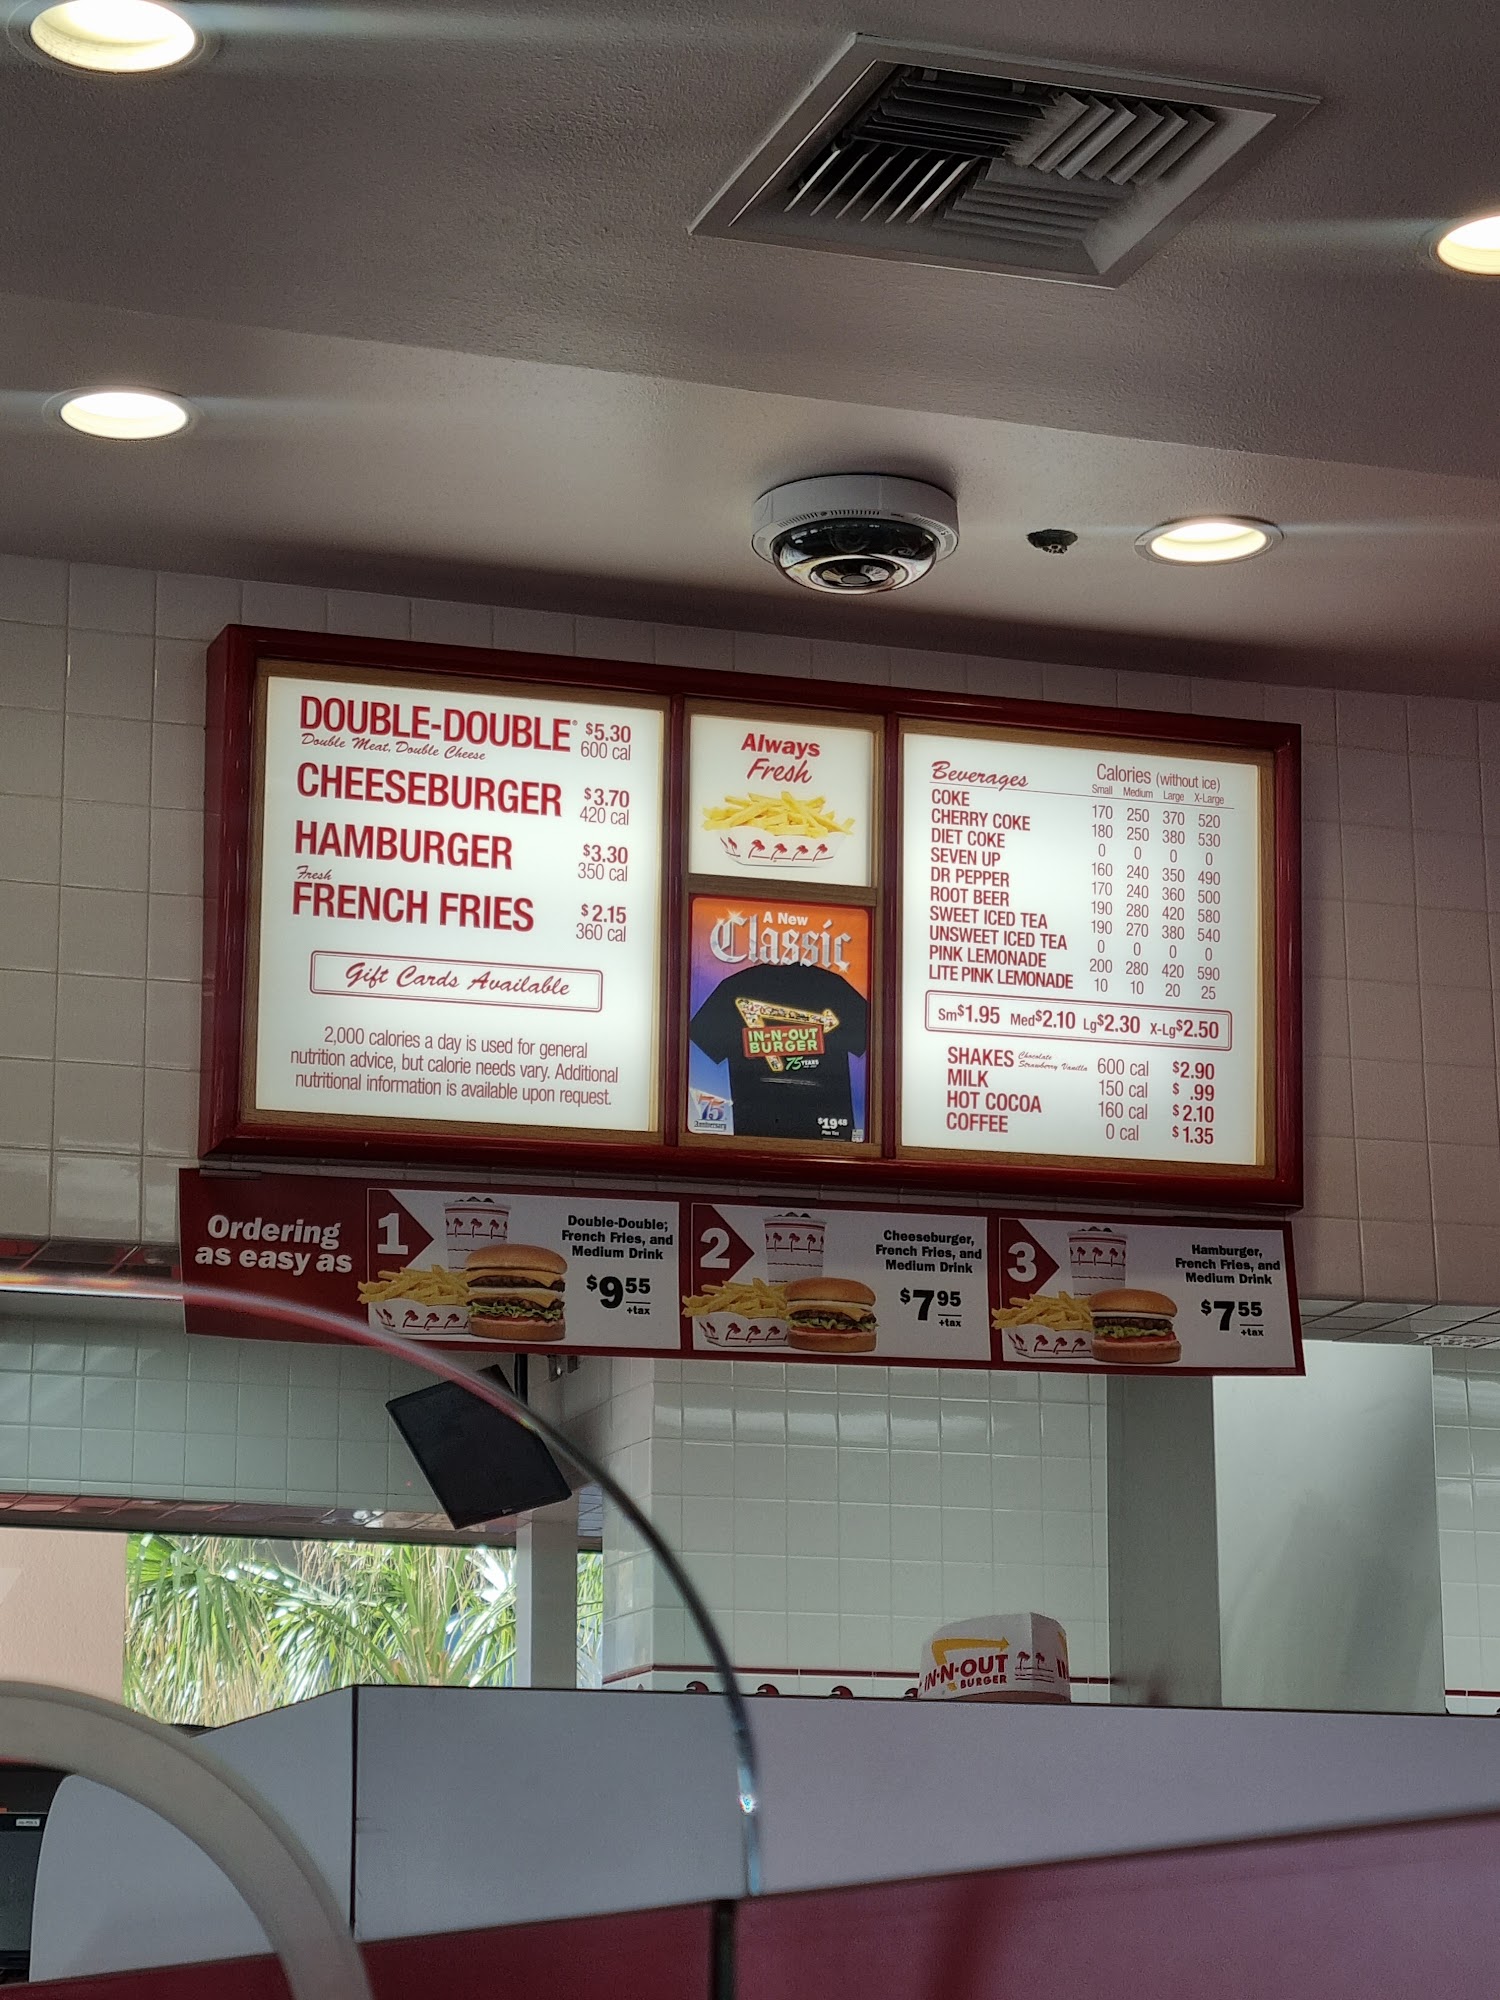 DOUBLE-DOUBLE® $5.30
Double Meat, Double Cheese 600 cal
CHEESEBURGER $3.70
420 cal
HAMBURGER $3.30
350 cal
Fresh
FRENCH FRIES $2.15
360 cal
Gift Cards Available
2,000 calories a day is used for general
nutrition advice, but calorie needs vary. Additional
nutritional information is available upon request.
Always
Fresh
A New
Classic
IN-N-OUT
BURGER
75 YEARS
75
Anniversary
$19.48
Plus Tax
Beverages Calories (without ice)
Small Medium Large X-Large
COKE 170 250 370 520
CHERRY COKE 180 250 380 530
DIET COKE 0 0 0 0
SEVEN UP 160 240 350 490
DR PEPPER 170 240 360 500
ROOT BEER 190 280 420 580
SWEET ICED TEA 190 270 380 540
UNSWEET ICED TEA 0 0 0 0
PINK LEMONADE 200 280 420 590
LITE PINK LEMONADE 10 10 20 25
Sm$1.95 Med$2.10 Lg$2.30 X-Lg$2.50
SHAKES Chocolate Strawberry Vanilla 600 cal $2.90
MILK 150 cal $ .99
HOT COCOA 160 cal $2.10
COFFEE 0 cal $1.35
Ordering
as easy as
1
Double-Double,
French Fries, and
Medium Drink
$9.55
+tax
2
Cheeseburger,
French Fries, and
Medium Drink
$7.95
+tax
3
Hamburger,
French Fries, and
Medium Drink
$7.55
+tax
IN-N-OUT
BURGER